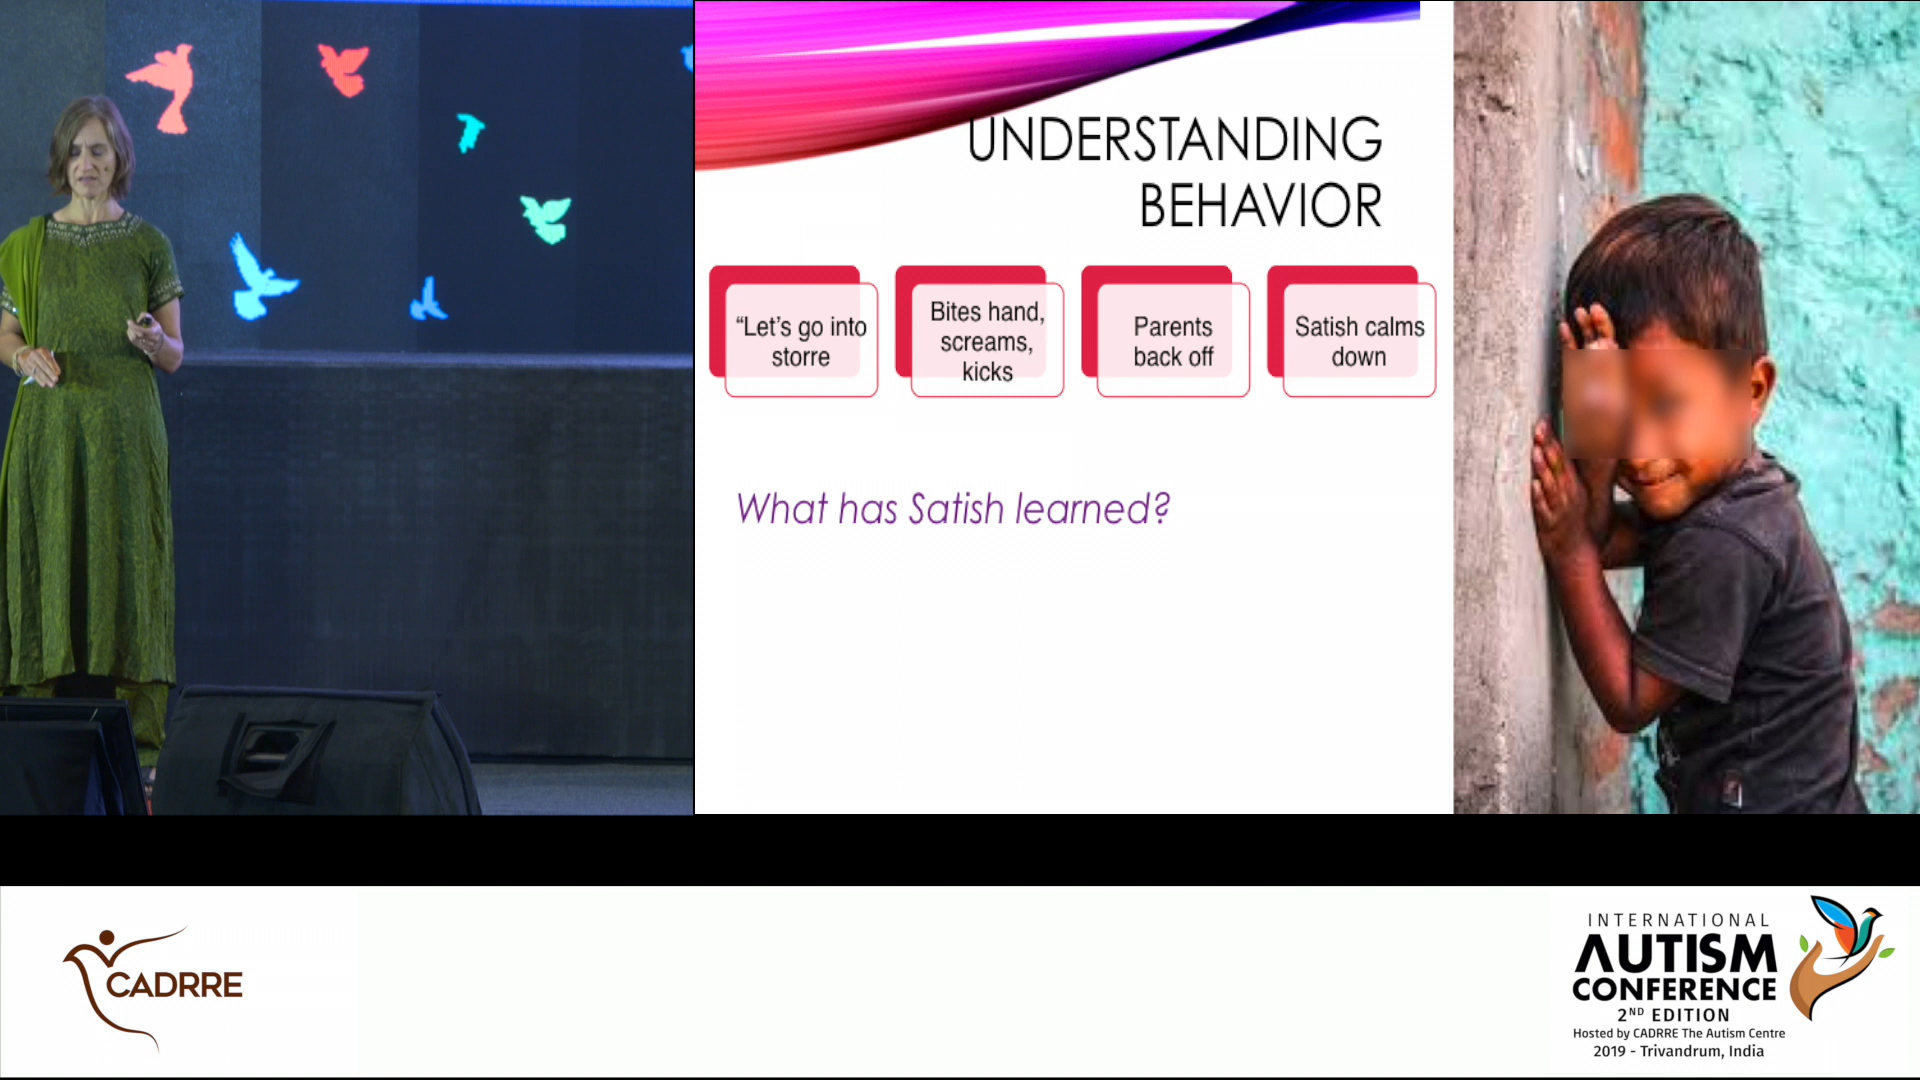 UNDERSTANDING
BEHAVIOR
“Let’s go into
storre
Bites hand,
screams,
kicks
Parents
back off
Satish calms
down
What has Satish learned?
CADRRE
INTERNATIONAL
AUTISM
CONFERENCE
2ND EDITION
Hosted by CADRRE The Autism Centre
2019 - Trivandrum, India